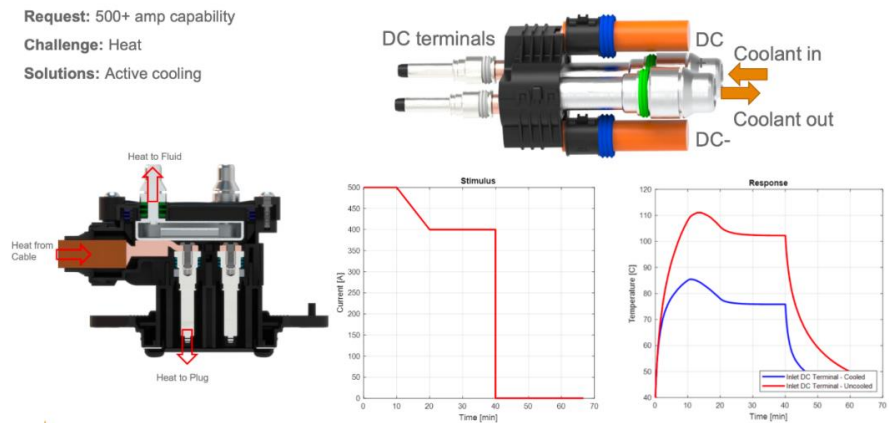 Request: 500+ amp capability
Challenge: Heat
Solutions: Active cooling
DC terminals
DC
Coolant in
Coolant out
DC-
Heat to Fluid
Heat from
Cable
Heat to Plug
Stimulus
500
450
400
350
300
250
200
150
100
50
0
Current [A]
0 10 20 30 40 50 60 70
Time [min]
Response
120
110
100
90
80
70
60
50
40
Temperature [C]
Inlet DC Terminal - Cooled
Inlet DC Terminal - Uncooled
0 10 20 30 40 50 60 70
Time [min]